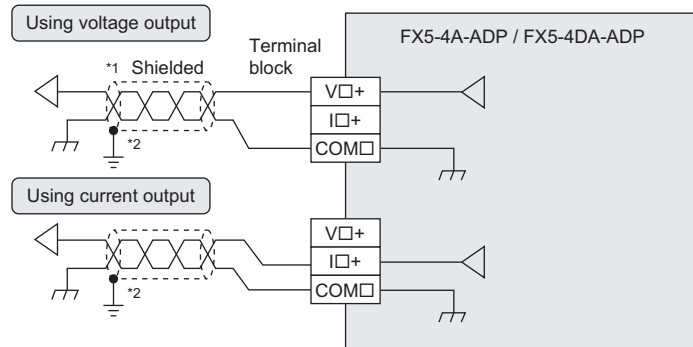 Using voltage output
FX5-4A-ADP / FX5-4DA-ADP
Terminal
block
*1 Shielded
V□+
I□+
COM□
*2
Using current output
V□+
I□+
COM□
*2